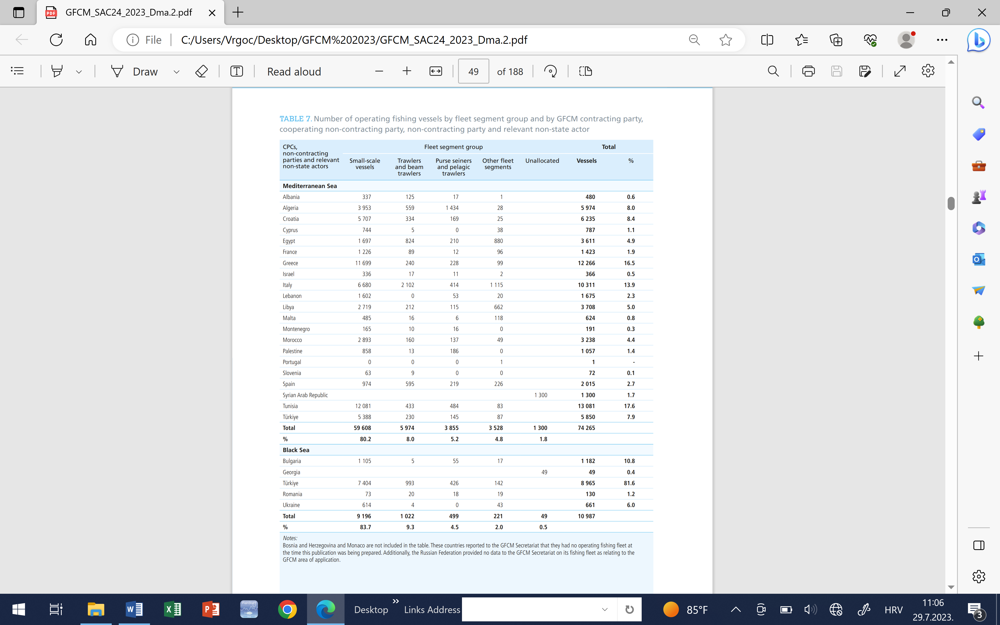 GFCM_SAC24_2023_Dma.2.pdf
File C:/Users/Vrgoc/Desktop/GFCM%202023/GFCM_SAC24_2023_Dma.2.pdf
Draw Read aloud 49 of 188
TABLE 7. Number of operating fishing vessels by fleet segment group and by GFCM contracting party,
cooperating non-contracting party, non-contracting party and relevant non-state actor
CPCs,
non-contracting
parties and relevant
non-state actors
Fleet segment group Total
Small-scale
vessels
Trawlers
and beam
trawlers
Purse seiners
and pelagic
trawlers
Other fleet
segments
Unallocated
Vessels
%
Mediterranean Sea
Albania 337 125 17 1 480 0.6
Algeria 3 953 559 1 434 28 5 974 8.0
Croatia 5 707 334 169 25 6 235 8.4
Cyprus 744 5 0 38 787 1.1
Egypt 1 697 824 210 880 3 611 4.9
France 1 226 89 12 96 1 423 1.9
Greece 11 699 240 228 99 12 266 16.5
Israel 336 17 11 2 366 0.5
Italy 6 680 2 102 414 1 115 10 311 13.9
Lebanon 1 602 0 53 20 1 675 2.3
Libya 2 719 212 115 662 3 708 5.0
Malta 485 16 6 118 624 0.8
Montenegro 165 10 16 0 191 0.3
Morocco 2 893 160 137 49 3 238 4.4
Palestine 858 13 186 0 1 057 1.4
Portugal 0 0 0 1 1 -
Slovenia 63 9 0 0 72 0.1
Spain 974 595 219 226 2 015 2.7
Syrian Arab Republic 1 300 1 300 1.7
Tunisia 12 081 433 484 83 13 081 17.6
Türkiye 5 388 230 145 87 5 850 7.9
Total 59 608 5 974 3 855 3 528 1 300 74 265
% 80.2 8.0 5.2 4.8 1.8
Black Sea
Bulgaria 1 105 5 55 17 1 182 10.8
Georgia 49 49 0.4
Türkiye 7 404 993 426 142 8 965 81.6
Romania 73 20 18 19 130 1.2
Ukraine 614 4 0 43 661 6.0
Total 9 196 1 022 499 221 49 10 987
% 83.7 9.3 4.5 2.0 0.5
Notes:
Bosnia and Herzegovina and Monaco are not included in the table. These countries reported to the GFCM Secretariat that they had no operating fishing fleet at
the time this publication was being prepared. Additionally, the Russian Federation provided no data to the GFCM Secretariat on its fishing fleet as relating to the
GFCM area of application.
Desktop Links Address 85°F HRV
11:06
29.7.2023.
3